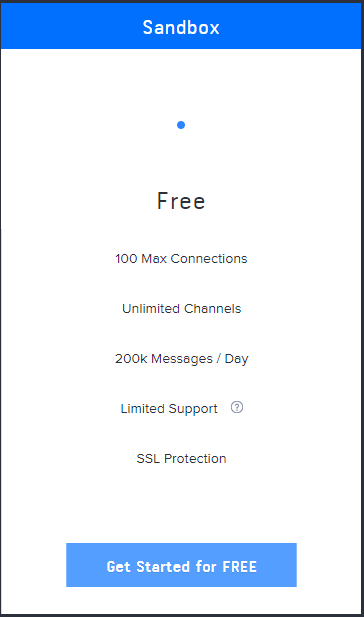 Sandbox
Free
100 Max Connections
Unlimited Channels
200k Messages / Day
Limited Support ?
SSL Protection
Get Started for FREE